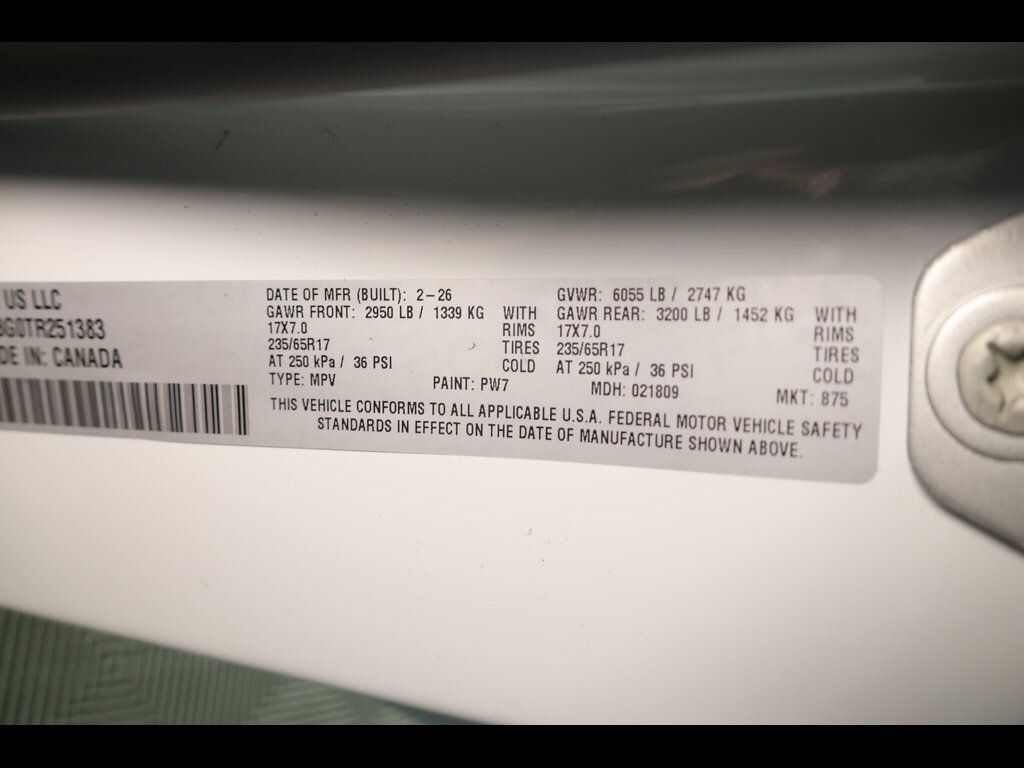 US LLC
G0TR251383
DE IN: CANADA
DATE OF MFR (BUILT): 2-26
GVWR: 6055 LB / 2747 KG
GAWR FRONT: 2950 LB / 1339 KG WITH
17X7.0 RIMS
235/65R17 TIRES
AT 250 kPa / 36 PSI COLD
GAWR REAR: 3200 LB / 1452 KG WITH
17X7.0 RIMS
235/65R17 TIRES
AT 250 kPa / 36 PSI COLD
TYPE: MPV PAINT: PW7 MDH: 021809 MKT: 875
THIS VEHICLE CONFORMS TO ALL APPLICABLE U.S.A. FEDERAL MOTOR VEHICLE SAFETY
STANDARDS IN EFFECT ON THE DATE OF MANUFACTURE SHOWN ABOVE.